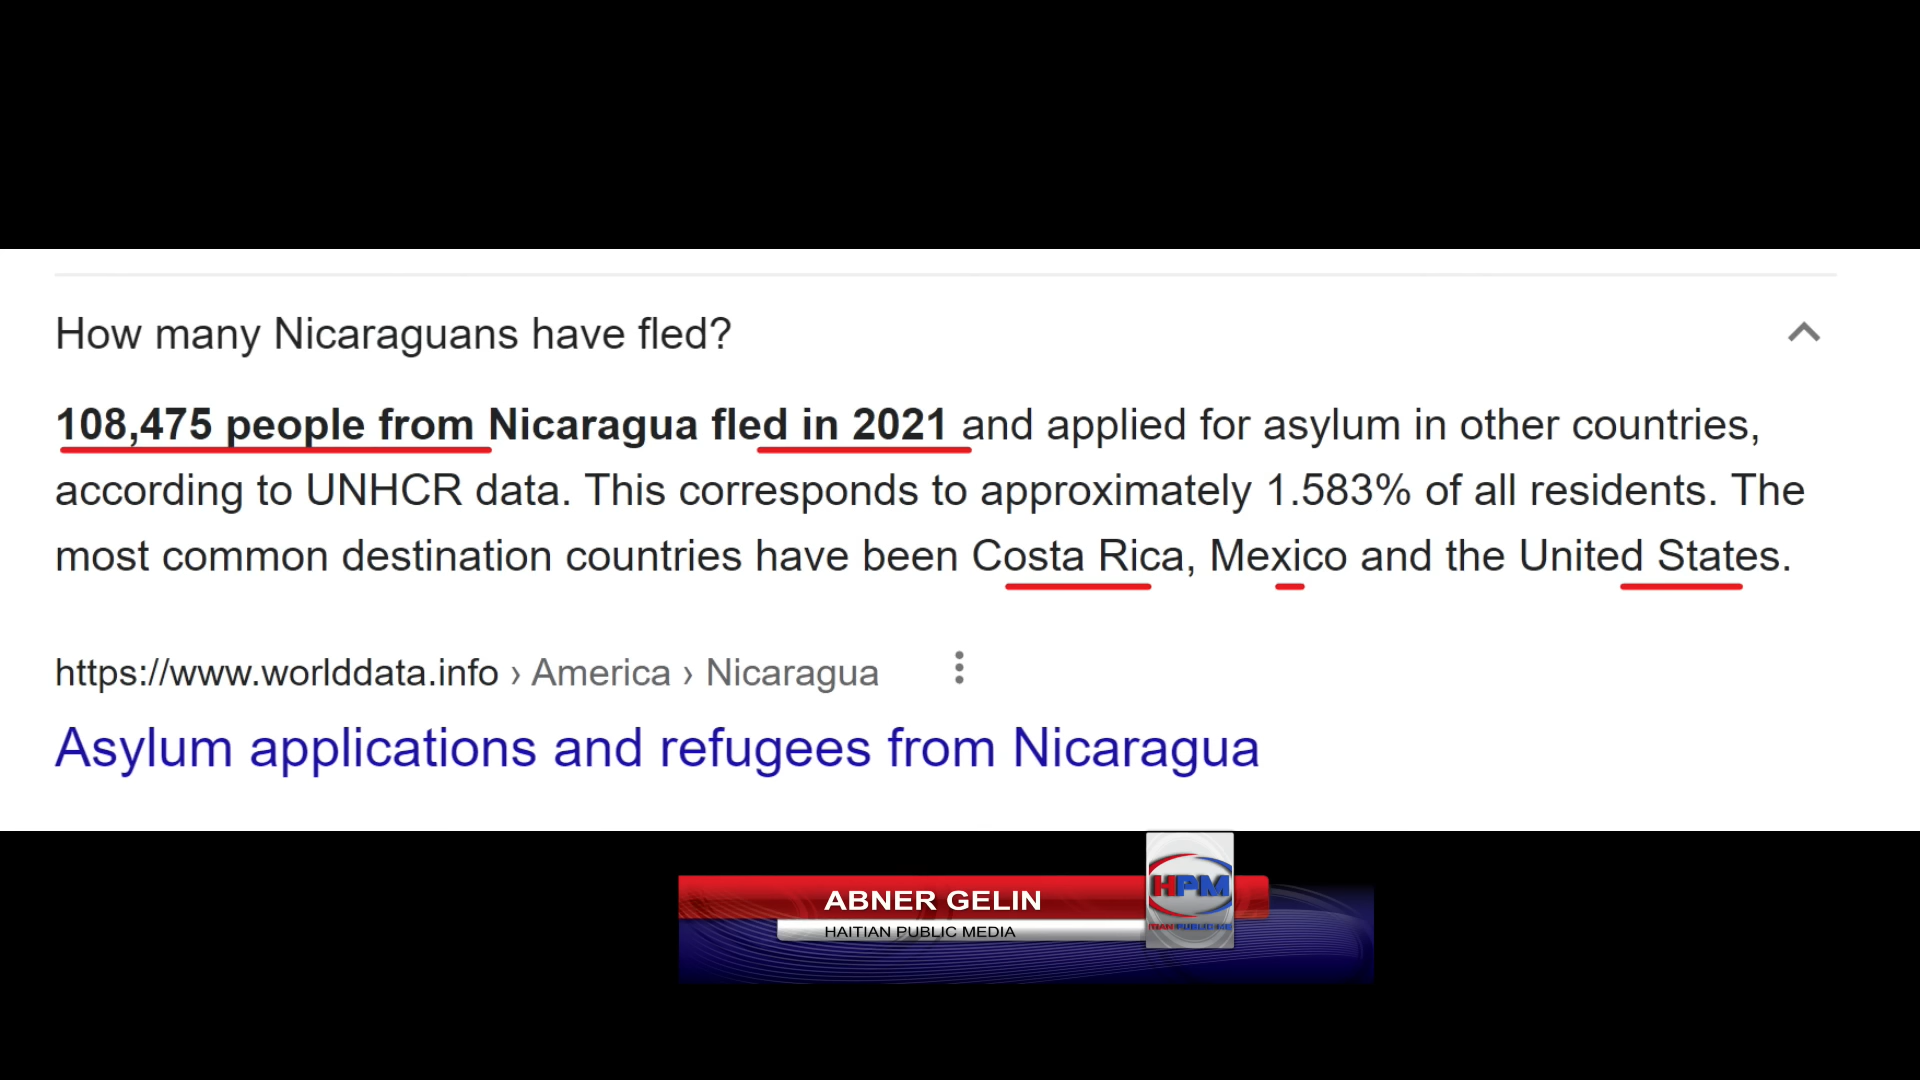 How many Nicaraguans have fled?
108,475 people from Nicaragua fled in 2021 and applied for asylum in other countries,
according to UNHCR data. This corresponds to approximately 1.583% of all residents. The
most common destination countries have been Costa Rica, Mexico and the United States.
https://www.worlddata.info › America › Nicaragua
Asylum applications and refugees from Nicaragua
ABNER GELIN
HAITIAN PUBLIC MEDIA
HPM